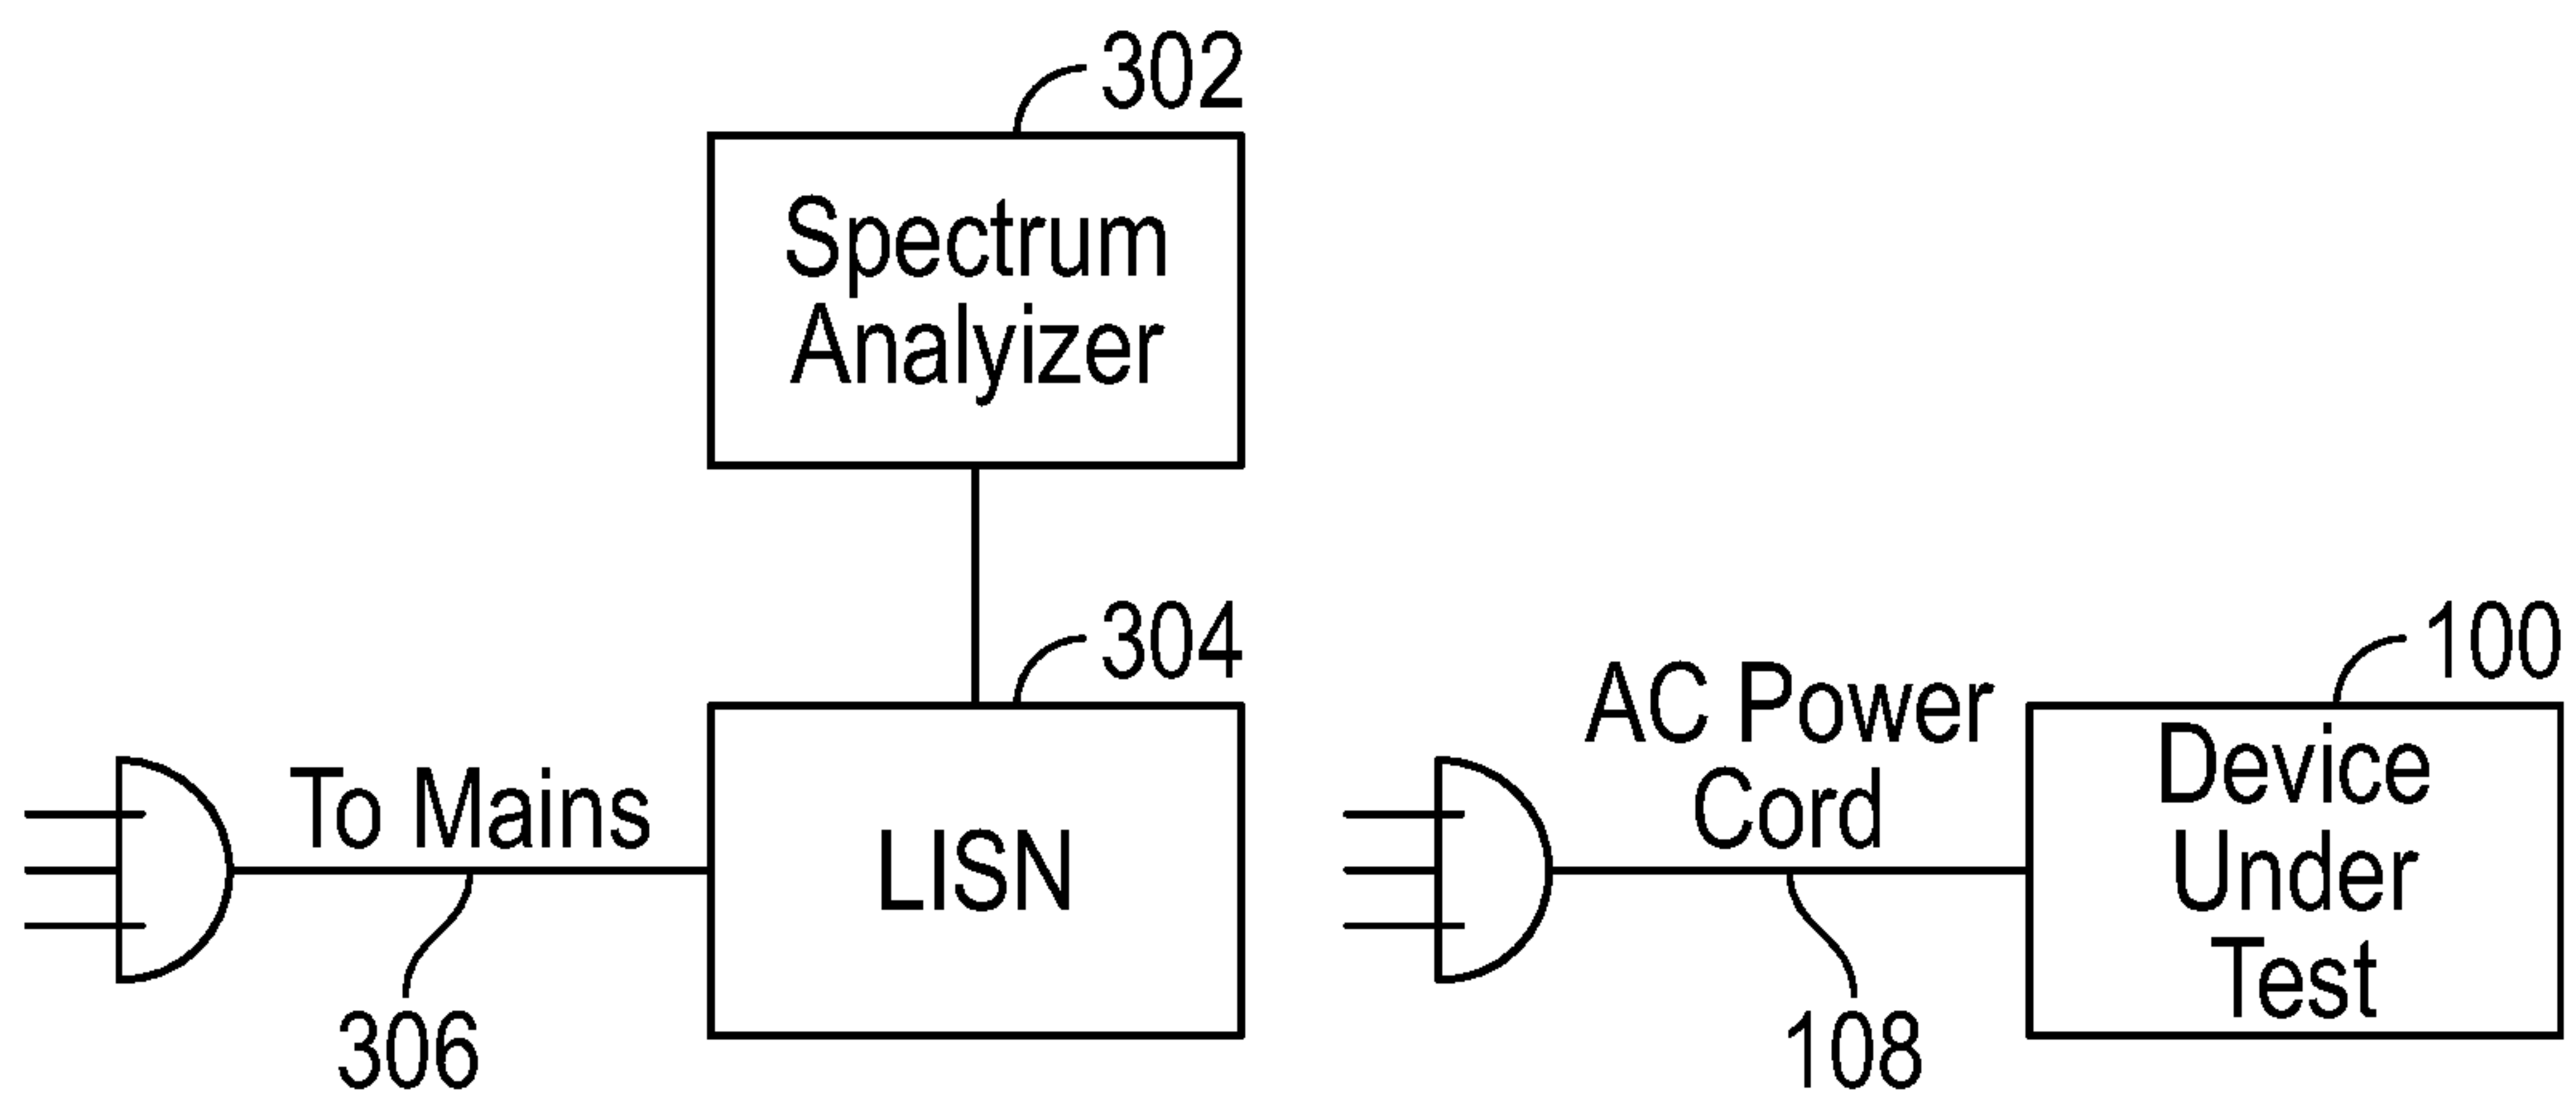 302
Spectrum
Analyizer
304
To Mains
LISN
306
AC Power
Cord
108
100
Device
Under
Test